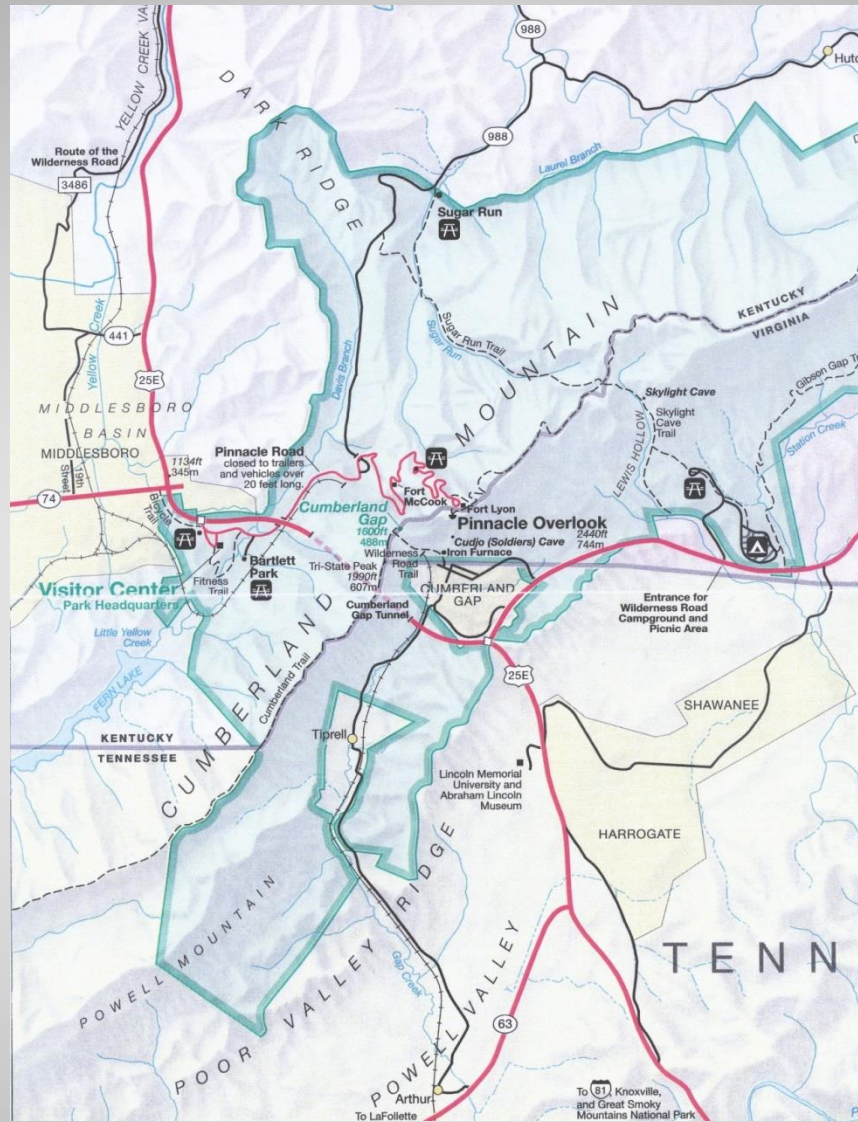 988
Hutc
YELLOW CREEK VA
DARK RIDGE
988
Route of the
Wilderness Road
3486
Laurel Branch
Sugar Run
MOUNTAIN
KENTUCKY
VIRGINIA
Yellow Creek
441
Sugar Run
Sugar Run Trail
Davis Branch
Gibson Gap Tr
25E
Skylight Cave
Skylight
Cave
Trail
LEWIS HOLLOW
Station Creek
MIDDLESBORO
BASIN
MIDDLESBORO
19th
Street
1134ft
345m
Pinnacle Road
closed to trailers
and vehicles over
20 feet long.
74
Bicycle
Trail
Fort
McCook
Fort Lyon
Cumberland
Gap
1600ft
488m
Pinnacle Overlook
2440ft
744m
Cudjo (Soldiers) Cave
Iron Furnace
Wilderness
Road
Trail
Bartlett
Park
Fitness
Trail
Tri-State Peak
1990ft
607m
CUMBERLAND
GAP
Visitor Center
Park Headquarters
Cumberland
Gap Tunnel
Entrance for
Wilderness Road
Campground and
Picnic Area
Little Yellow
Creek
FERN LAKE
Cumberland Trail
CUMBERLAND
25E
SHAWANEE
KENTUCKY
TENNESSEE
Tiprell
Lincoln Memorial
University and
Abraham Lincoln
Museum
HARROGATE
POWELL MOUNTAIN
POOR VALLEY RIDGE
TENN
Gap Creek
POWELL VALLEY
63
Arthur
To LaFollette
To 81, Knoxville,
and Great Smoky
Mountains National Park